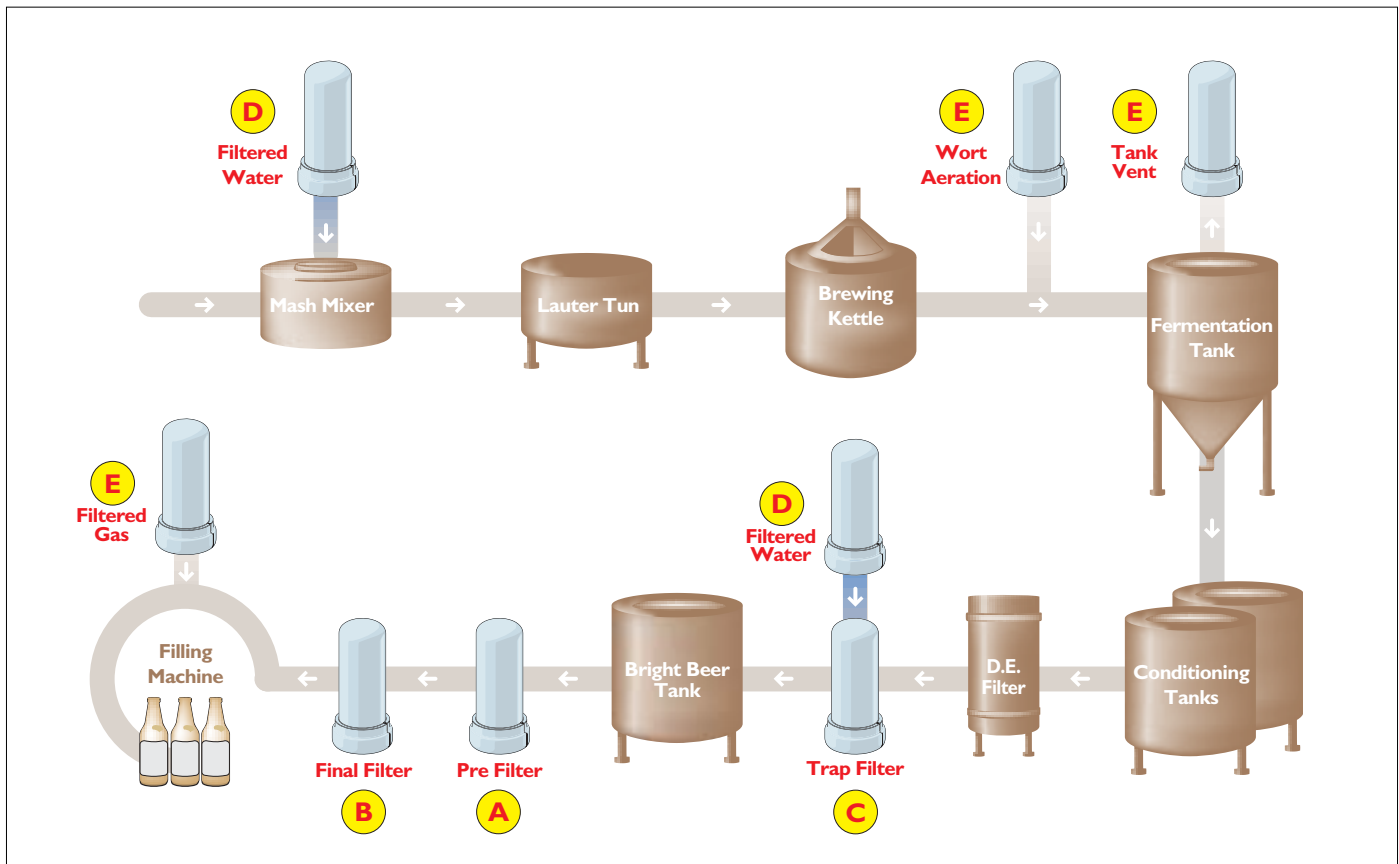 D
Filtered
Water
E
Wort
Aeration
E
Tank
Vent
Mash Mixer
Lauter Tun
Brewing
Kettle
Fermentation
Tank
E
Filtered
Gas
D
Filtered
Water
Filling
Machine
Bright Beer
Tank
D.E.
Filter
Conditioning
Tanks
Final Filter
B
Pre Filter
A
Trap Filter
C